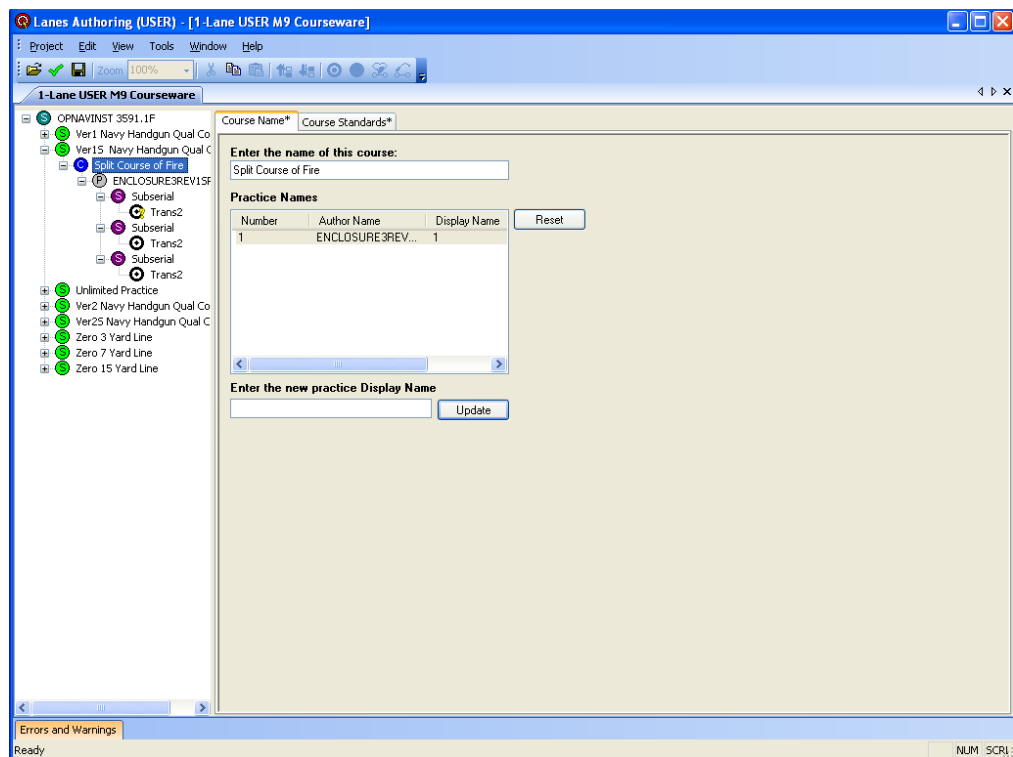 Lanes Authoring (USER) - [1-Lane USER M9 Courseware]
Project Edit View Tools Window Help
Zoom 100%
1-Lane USER M9 Courseware
S OPNAVINST 3591.1F
S Ver1 Navy Handgun Qual Co
S Ver1S Navy Handgun Qual C
C Split Course of Fire
P ENCLOSURE3REV1SF
S Subserial
Trans2
S Subserial
Trans2
S Subserial
Trans2
S Unlimited Practice
S Ver2 Navy Handgun Qual Co
S Ver2S Navy Handgun Qual C
S Zero 3 Yard Line
S Zero 7 Yard Line
S Zero 15 Yard Line
Course Name* Course Standards*
Enter the name of this course:
Split Course of Fire
Practice Names
Number Author Name Display Name Reset
1 ENCLOSURE3REV... 1
Enter the new practice Display Name
Update
Errors and Warnings
Ready NUM SCRL